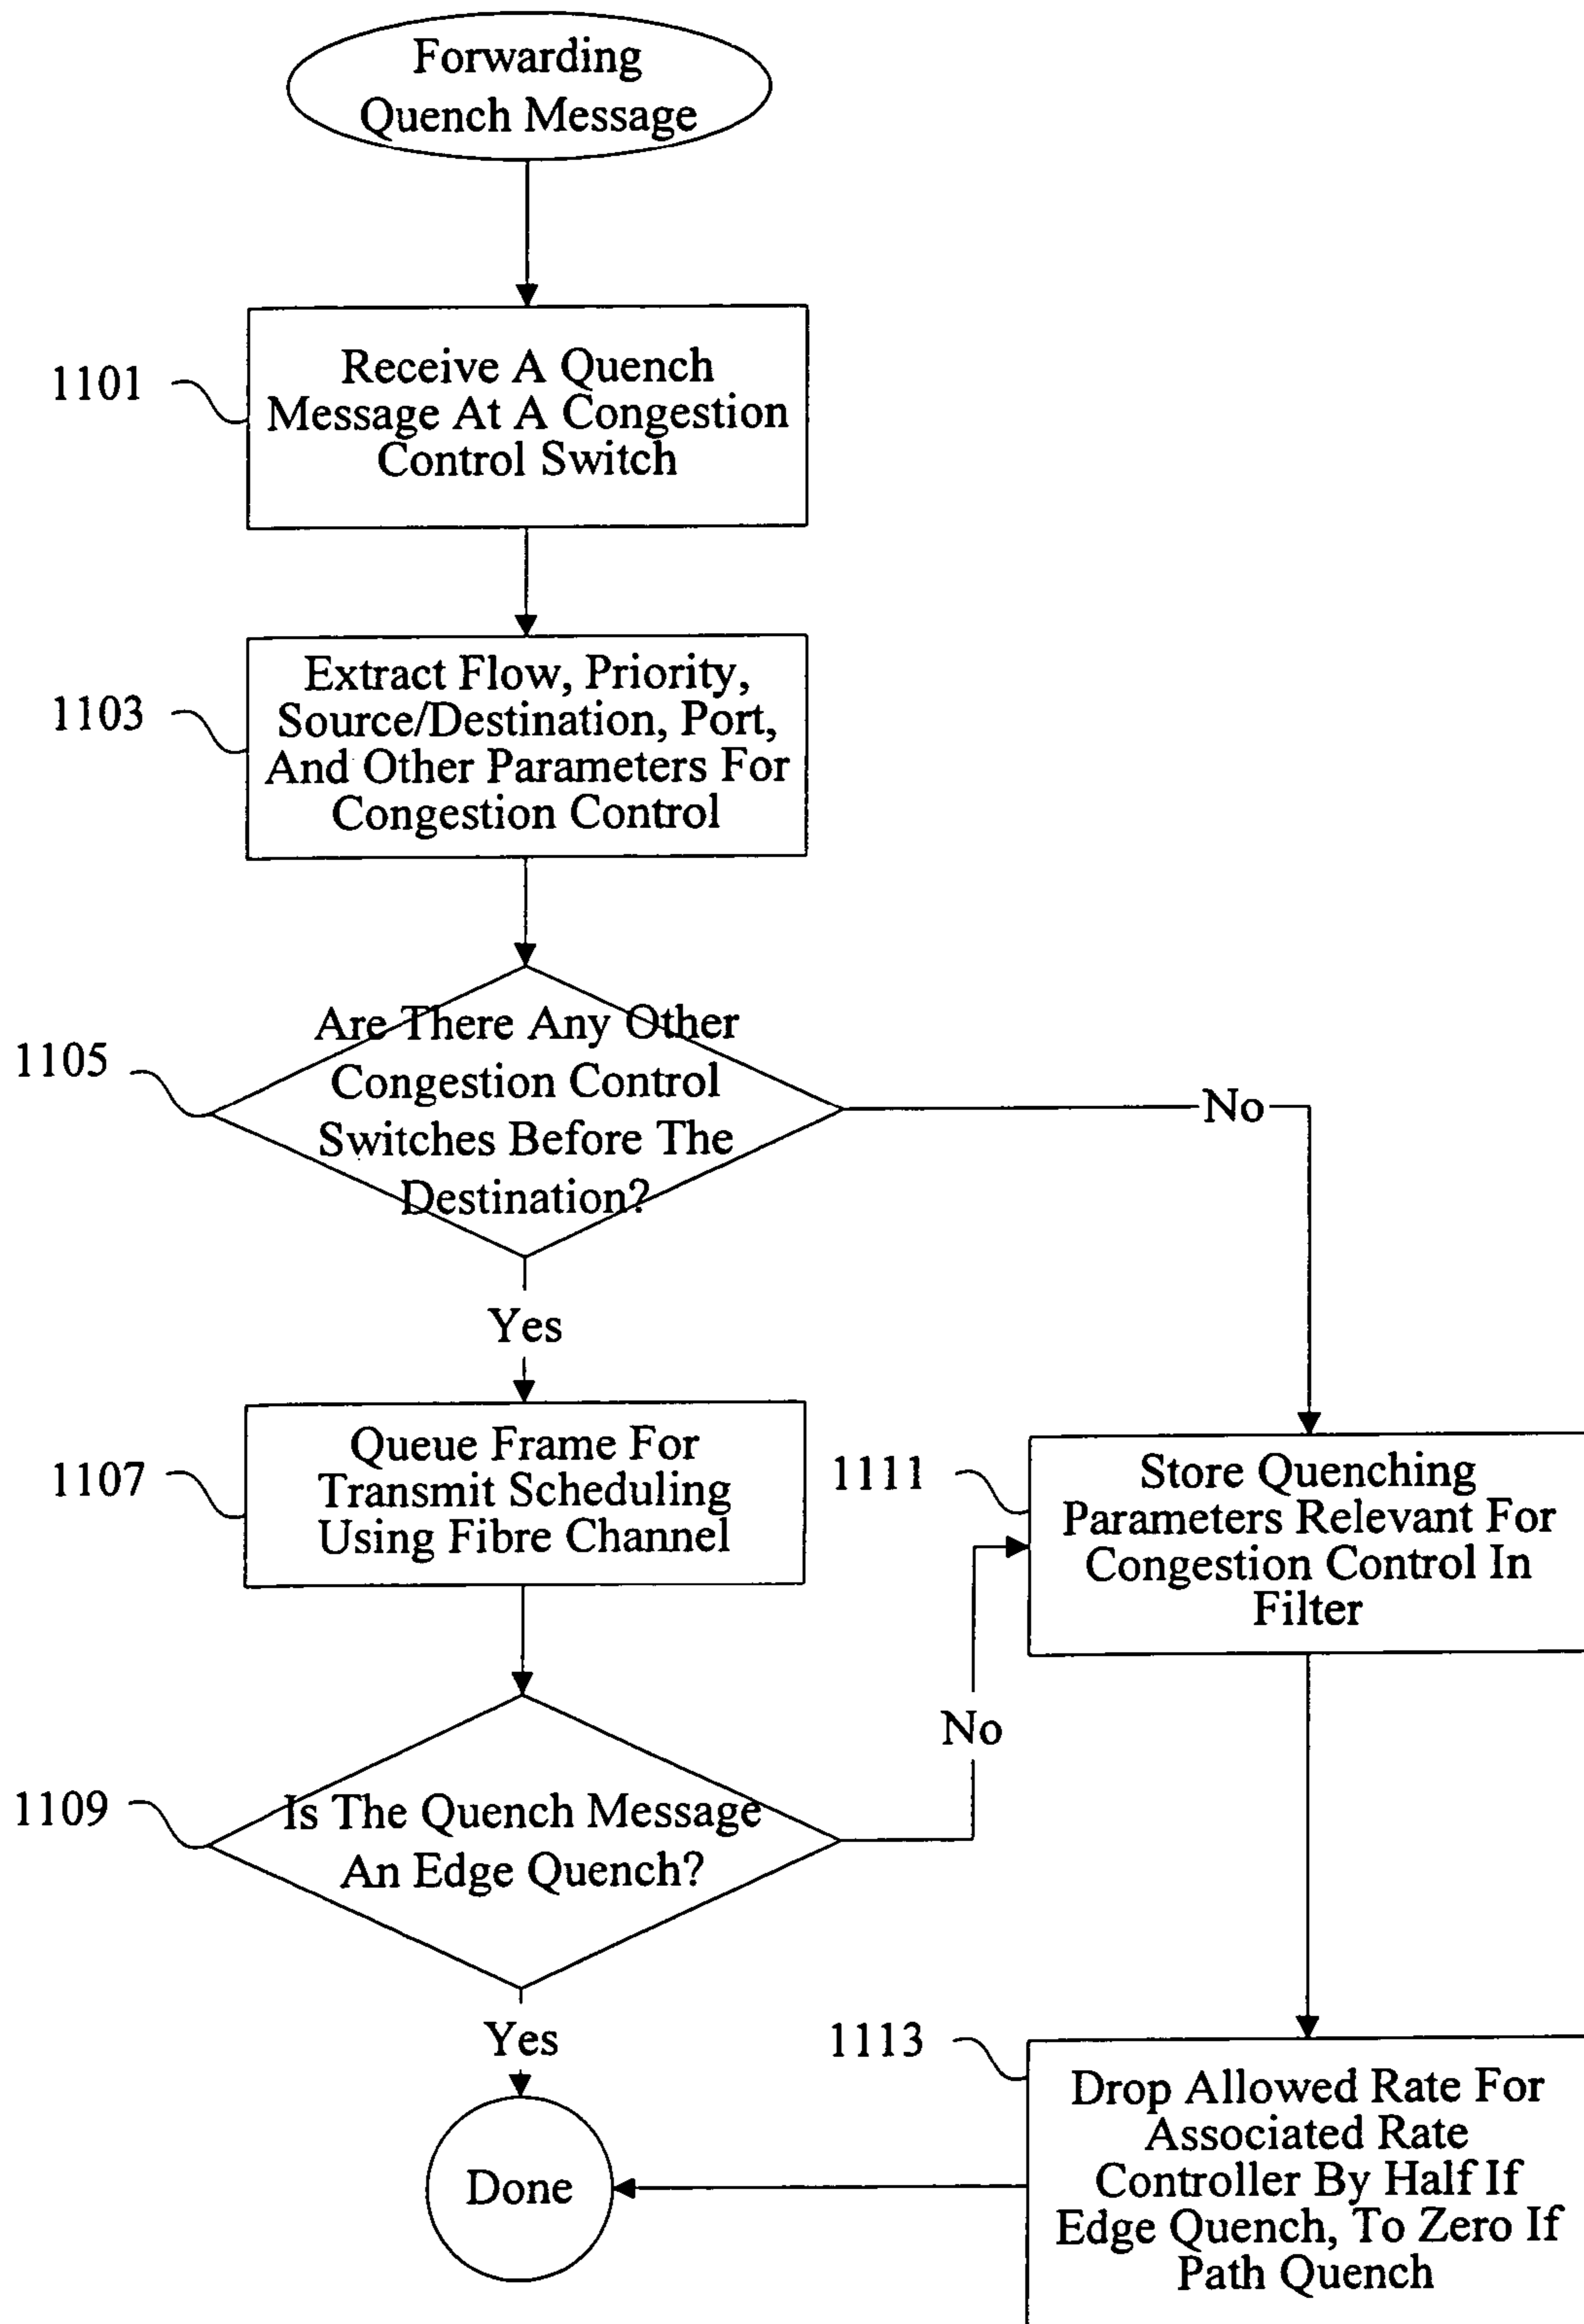 Forwarding
Quench Message
1101
Receive A Quench
Message At A Congestion
Control Switch
1103
Extract Flow, Priority,
Source/Destination, Port,
And Other Parameters For
Congestion Control
1105
Are There Any Other
Congestion Control
Switches Before The
Destination?
No
Yes
1107
Queue Frame For
Transmit Scheduling
Using Fibre Channel
1111
Store Quenching
Parameters Relevant For
Congestion Control In
Filter
No
1109
Is The Quench Message
An Edge Quench?
Yes
1113
Drop Allowed Rate For
Associated Rate
Controller By Half If
Edge Quench, To Zero If
Path Quench
Done